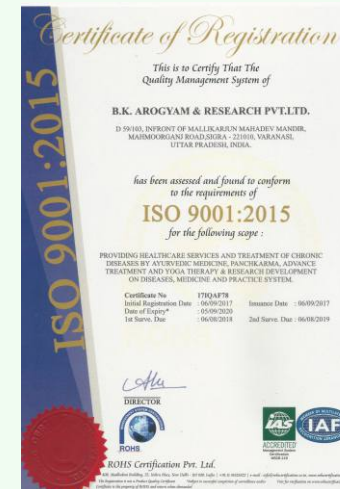 Certificate of Registration
This is to Certify That The
Quality Management System of
B.K. AROGYAM & RESEARCH PVT.LTD.
D 59/103, INFRONT OF MALLIKARJUN MAHADEV MANDIR,
MAHMOORGANJ ROAD,SIGRA - 221010, VARANASI,
UTTAR PRADESH, INDIA.
has been assessed and found to conform
to the requirements of
ISO 9001:2015
for the following scope :
PROVIDING HEALTHCARE SERVICES AND TREATMENT OF CHRONIC
DISEASES BY AYURVEDIC MEDICINE, PANCHKARMA, ADVANCE
TREATMENT AND YOGA THERAPY & RESEARCH DEVELOPMENT
ON DISEASES, MEDICINE AND PRACTICE SYSTEM.
Certificate No 17IQAF78
Initial Registration Date : 06/09/2017 Issuance Date : 06/09/2017
Date of Expiry* : 05/09/2020
1st Surve. Due : 06/08/2018 2nd Surve. Due : 06/08/2019
DIRECTOR
ROHS
IAS
ACCREDITED
IAF
ROHS Certification Pvt. Ltd.
ISO 9001:2015